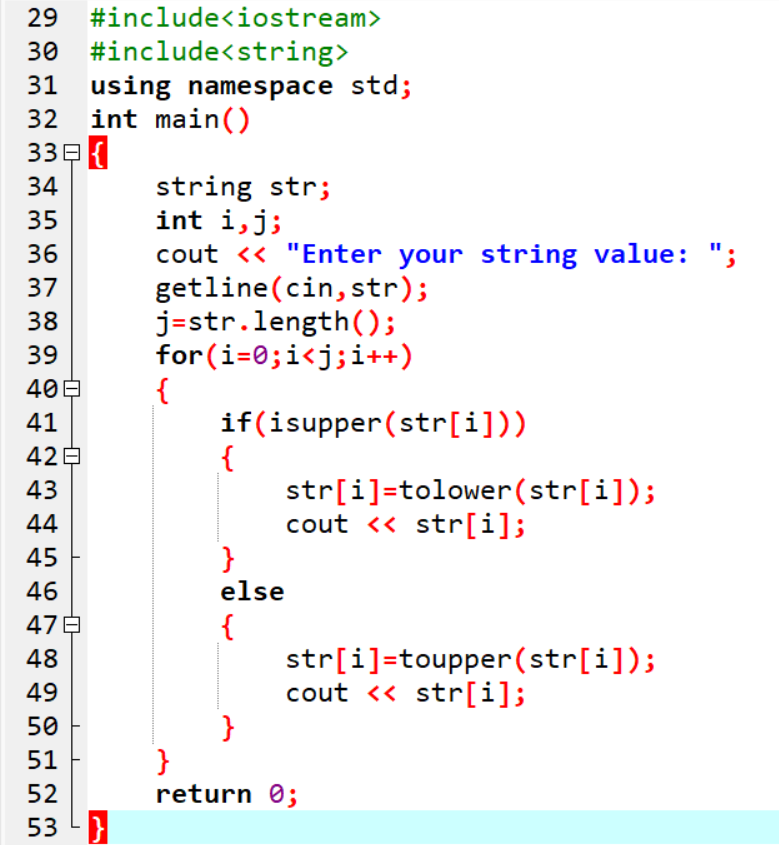 29 #include<iostream>
30 #include<string>
31 using namespace std;
32 int main()
33 {
34     string str;
35     int i,j;
36     cout << "Enter your string value: ";
37     getline(cin,str);
38     j=str.length();
39     for(i=0;i<j;i++)
40     {
41         if(isupper(str[i]))
42         {
43             str[i]=tolower(str[i]);
44             cout << str[i];
45         }
46         else
47         {
48             str[i]=toupper(str[i]);
49             cout << str[i];
50         }
51     }
52     return 0;
53 }